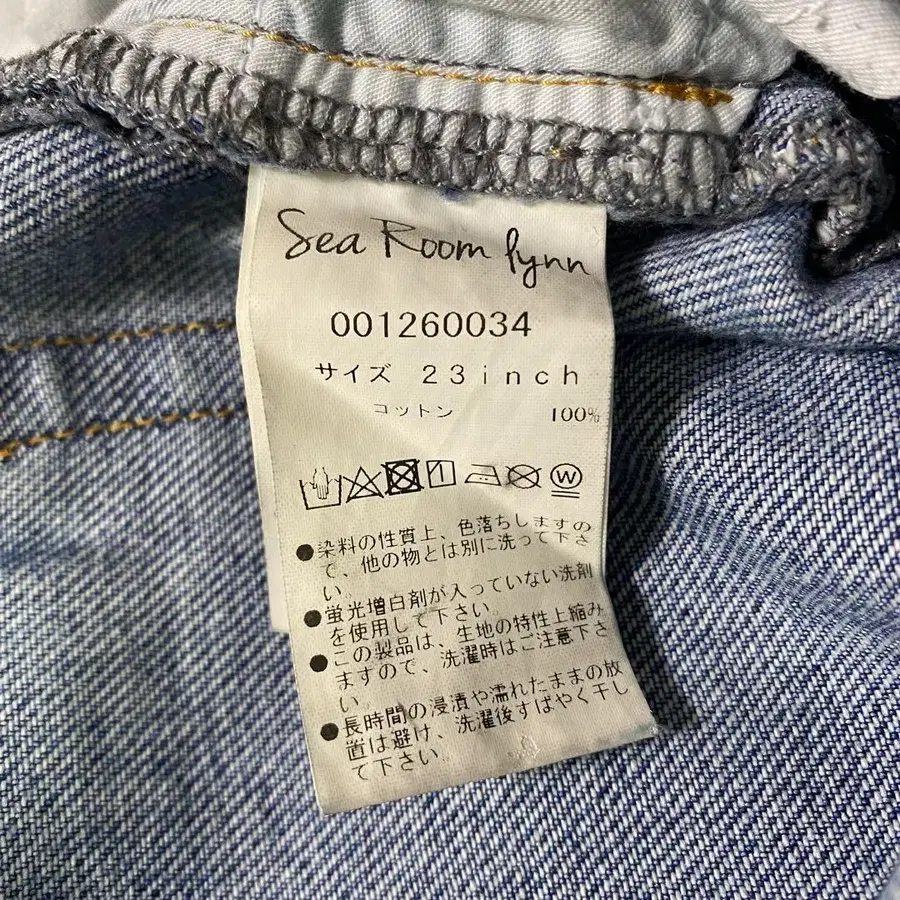 Sea Room lynn
001260034
サイズ 23inch
コットン 100%
W
●染料の性質上、色落ちしますの
で、他の物とは別に洗って下さ
い。
●蛍光増白剤が入っていない洗剤
を使用して下さい。
●この製品は、生地の特性上縮み
ますので、洗濯時はご注意下さ
い。
●長時間の浸漬や濡れたままの放
置は避け、洗濯後すばやく干し
て下さい。